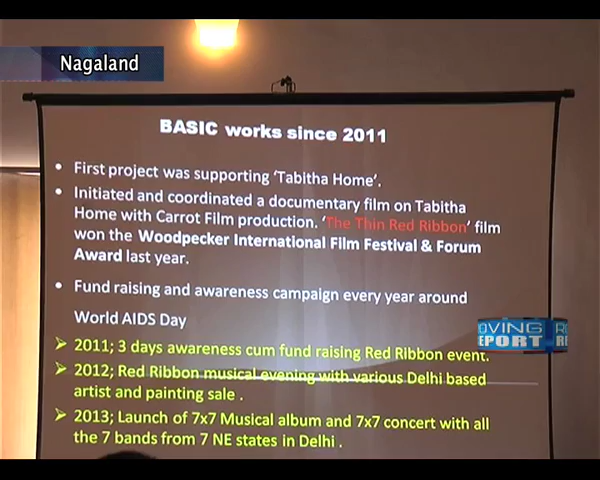 Nagaland
BASIC works since 2011
• First project was supporting 'Tabitha Home'.
• Initiated and coordinated a documentary film on Tabitha
Home with Carrot Film production. 'The Thin Red Ribbon' film
won the Woodpecker International Film Festival & Forum
Award last year.
• Fund raising and awareness campaign every year around
World AIDS Day
➢ 2011; 3 days awareness cum fund raising Red Ribbon event.
➢ 2012; Red Ribbon musical evening with various Delhi based
artist and painting sale .
➢ 2013; Launch of 7x7 Musical album and 7x7 concert with all
the 7 bands from 7 NE states in Delhi .
OVING R
EPORT RE